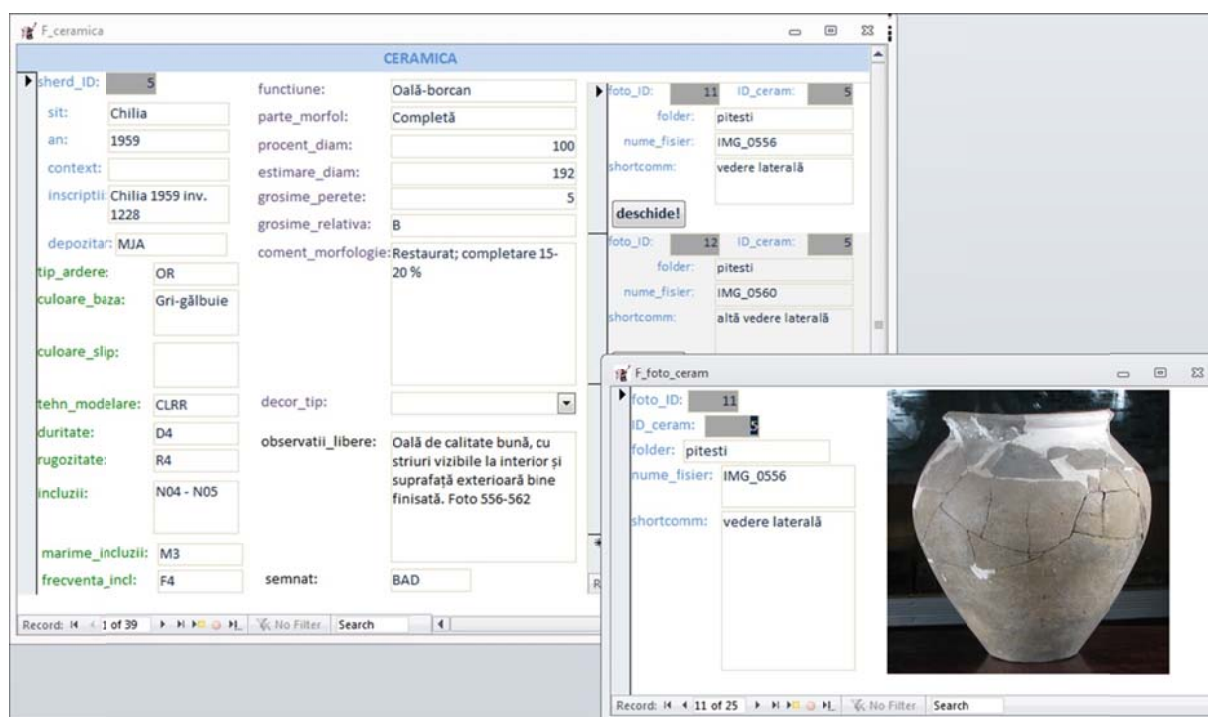 F_ceramica
CERAMICA
sherd_ID: 5
sit: Chilia
an: 1959
context:
inscriptii: Chilia 1959 inv.
1228
depozitar: MJA
tip_ardere: OR
culoare_baza: Gri-gălbuie
culoare_slip:
tehn_modelare: CLRR
duritate: D4
rugozitate: R4
incluzii: N04 - N05
marime_incluzii: M3
frecventa_incl: F4
functiune: Oală-borcan
parte_morfol: Completă
procent_diam: 100
estimare_diam: 192
grosime_perete: 5
grosime_relativa: B
coment_morfologie: Restaurat; completare 15-
20 %
decor_tip:
observatii_libere: Oală de calitate bună, cu
striuri vizibile la interior și
suprafață exterioară bine
finisată. Foto 556-562
semnat: BAD
foto_ID: 11 ID_ceram: 5
folder: pitesti
nume_fisier: IMG_0556
shortcomm: vedere laterală
deschide!
foto_ID: 12 ID_ceram: 5
folder: pitesti
nume_fisier: IMG_0560
shortcomm: altă vedere laterală
R
Record: 1 of 39 No Filter Search
F_foto_ceram
foto_ID: 11
ID_ceram: 5
folder: pitesti
nume_fisier: IMG_0556
shortcomm: vedere laterală
Record: 11 of 25 No Filter Search